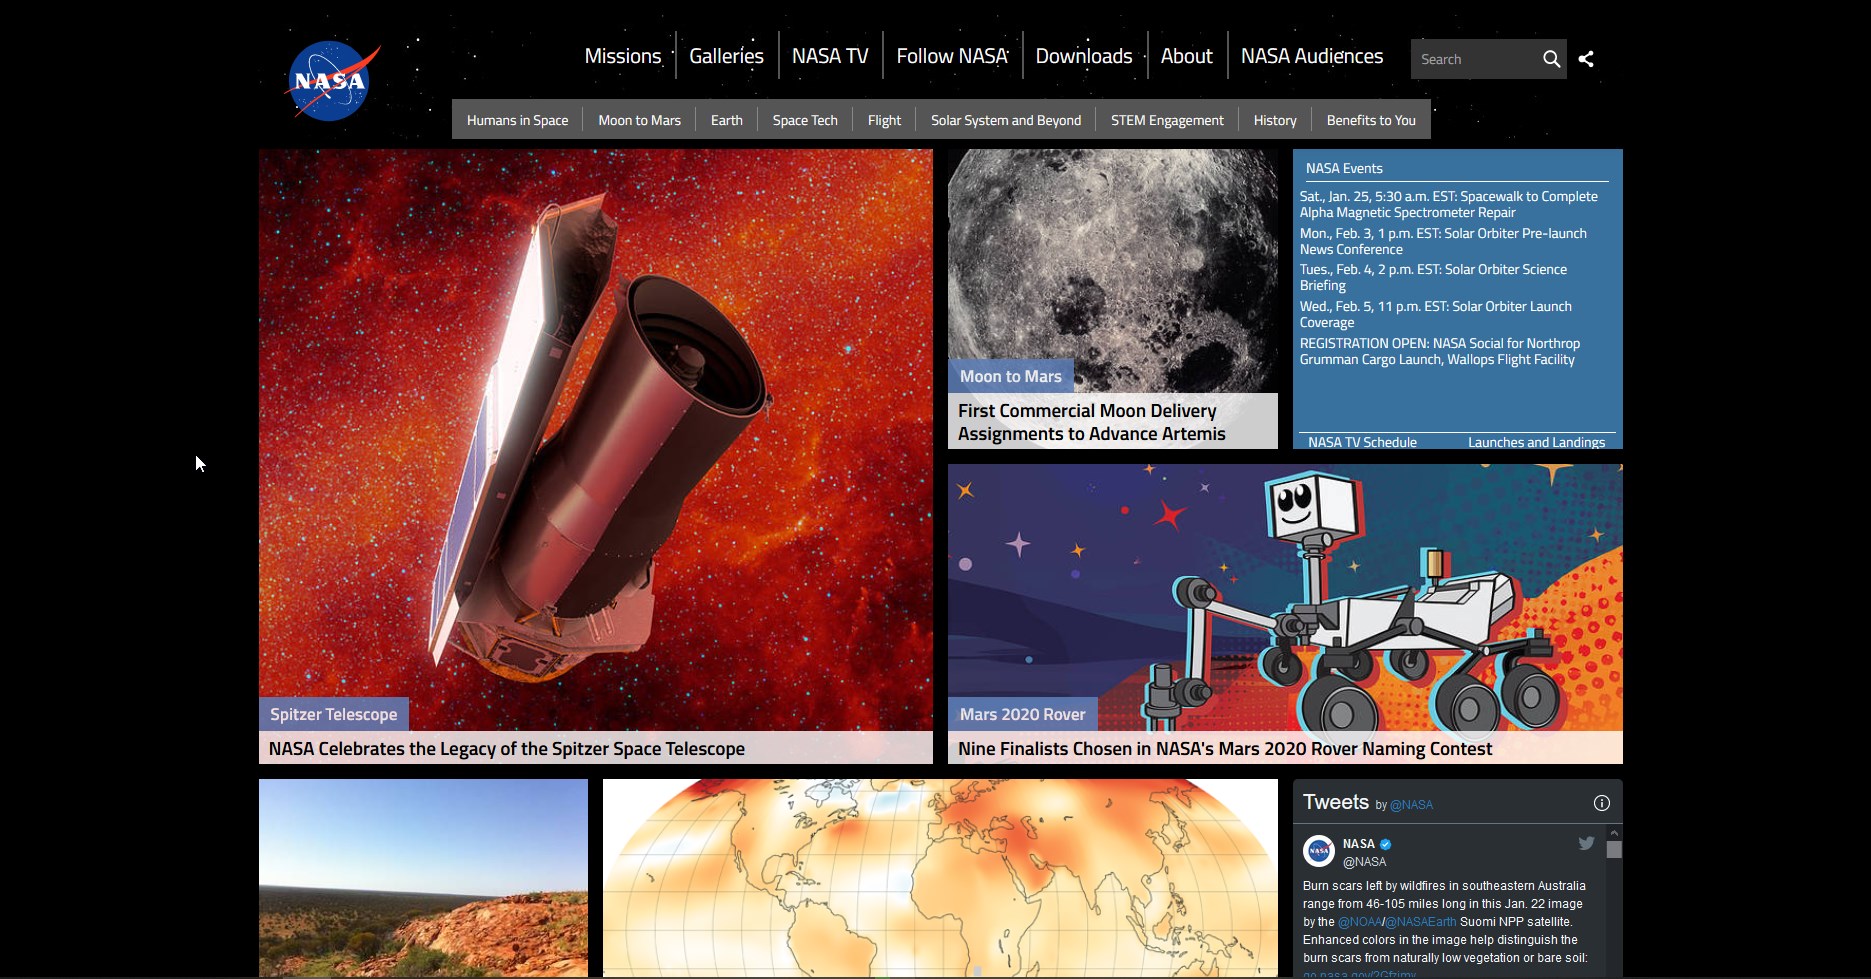 NASA
Missions
Galleries
NASA TV
Follow NASA
Downloads
About
NASA Audiences
Search
Humans in Space
Moon to Mars
Earth
Space Tech
Flight
Solar System and Beyond
STEM Engagement
History
Benefits to You
Spitzer Telescope
NASA Celebrates the Legacy of the Spitzer Space Telescope
Moon to Mars
First Commercial Moon Delivery
Assignments to Advance Artemis
NASA Events
Sat., Jan. 25, 5:30 a.m. EST: Spacewalk to Complete
Alpha Magnetic Spectrometer Repair
Mon., Feb. 3, 1 p.m. EST: Solar Orbiter Pre-launch
News Conference
Tues., Feb. 4, 2 p.m. EST: Solar Orbiter Science
Briefing
Wed., Feb. 5, 11 p.m. EST: Solar Orbiter Launch
Coverage
REGISTRATION OPEN: NASA Social for Northrop
Grumman Cargo Launch, Wallops Flight Facility
NASA TV Schedule
Launches and Landings
Mars 2020 Rover
Nine Finalists Chosen in NASA's Mars 2020 Rover Naming Contest
Tweets by @NASA
NASA
NASA
@NASA
Burn scars left by wildfires in southeastern Australia
range from 46-105 miles long in this Jan. 22 image
by the @NOAA/@NASAEarth Suomi NPP satellite.
Enhanced colors in the image help distinguish the
burn scars from naturally low vegetation or bare soil: